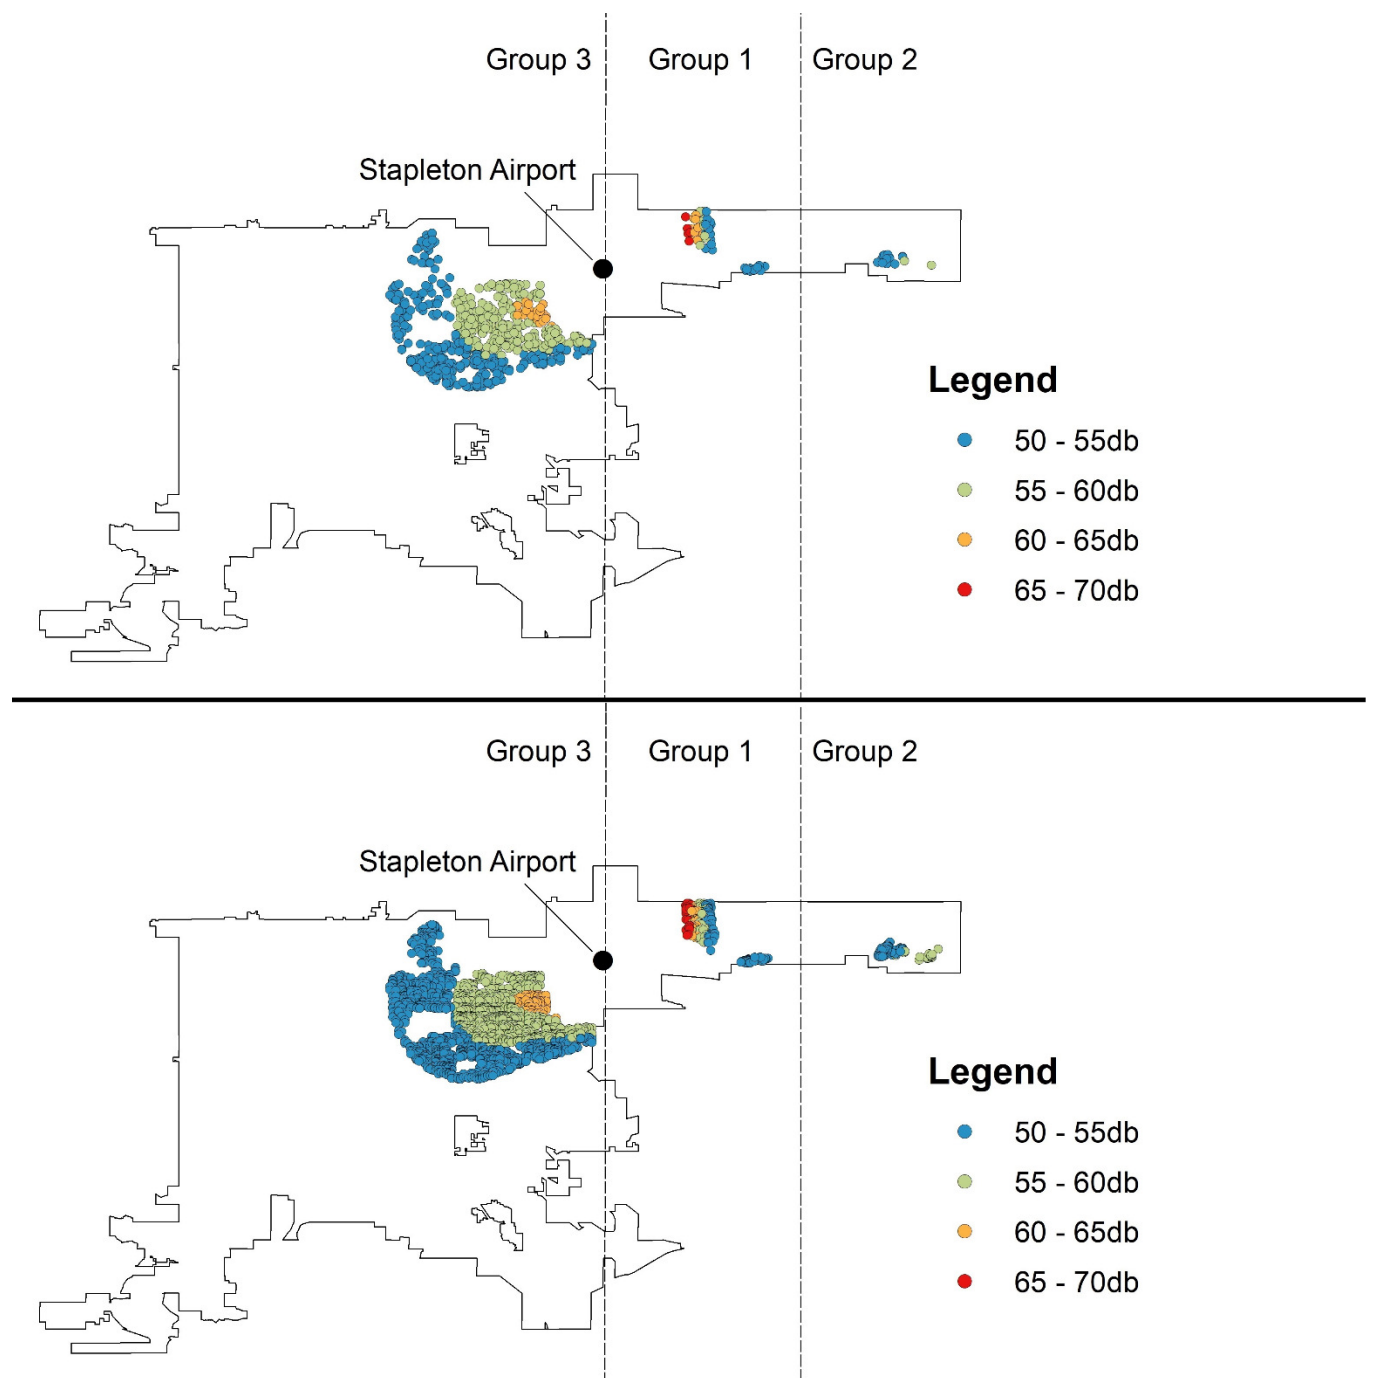 Group 3 Group 1 Group 2
Stapleton Airport
Legend
50 - 55db
55 - 60db
60 - 65db
65 - 70db
Group 3 Group 1 Group 2
Stapleton Airport
Legend
50 - 55db
55 - 60db
60 - 65db
65 - 70db